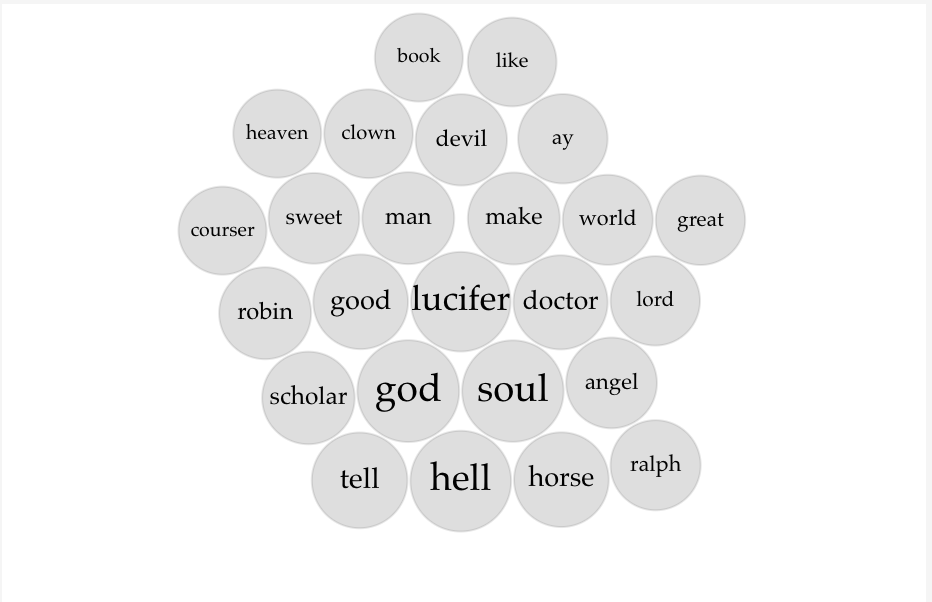 book like
heaven clown devil ay
courser sweet man make world great
robin good lucifer doctor lord
scholar god soul angel
tell hell horse ralph